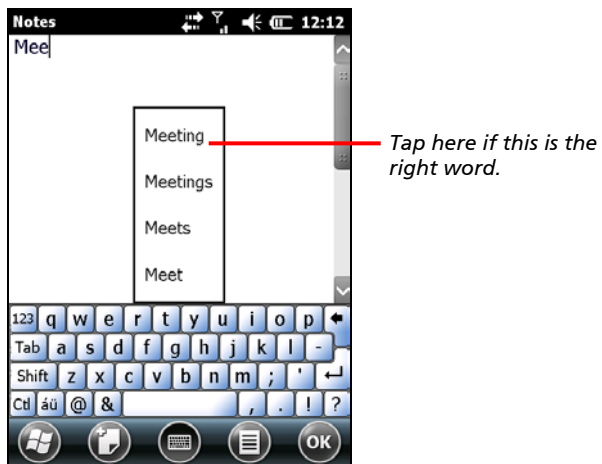 Notes 12:12
Mee
Meeting
Tap here if this is the
right word.
Meetings
Meets
Meet
123 q w e r t y u i o p
Tab a s d f g h j k l -
Shift z x c v b n m ; '
Ctl áü @ & , . ! ?
OK